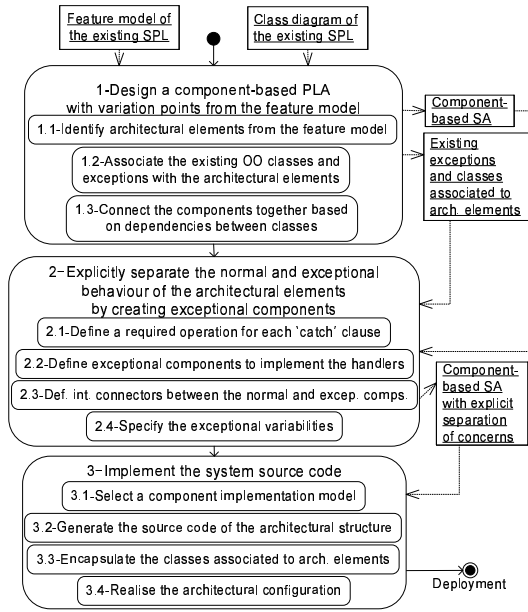 Feature model of
the existing SPL
Class diagram of
the existing SPL
1-Design a component-based PLA
with variation points from the feature model
1.1-Identify architectural elements from the feature model
1.2-Associate the existing OO classes and
exceptions with the architectural elements
1.3-Connect the components together based
on dependencies between classes
Component-
based SA
Existing
exceptions
and classes
associated to
arch. elements
2-Explicitly separate the normal and exceptional
behaviour of the architectural elements
by creating exceptional components
2.1-Define a required operation for each 'catch' clause
2.2-Define exceptional components to implement the handlers
2.3-Def. int. connectors between the normal and excep. comps.
2.4-Specify the exceptional variabilities
Component-
based SA
with explicit
separation
of concerns
3-Implement the system source code
3.1-Select a component implementation model
3.2-Generate the source code of the architectural structure
3.3-Encapsulate the classes associated to arch. elements
3.4-Realise the architectural configuration
Deployment